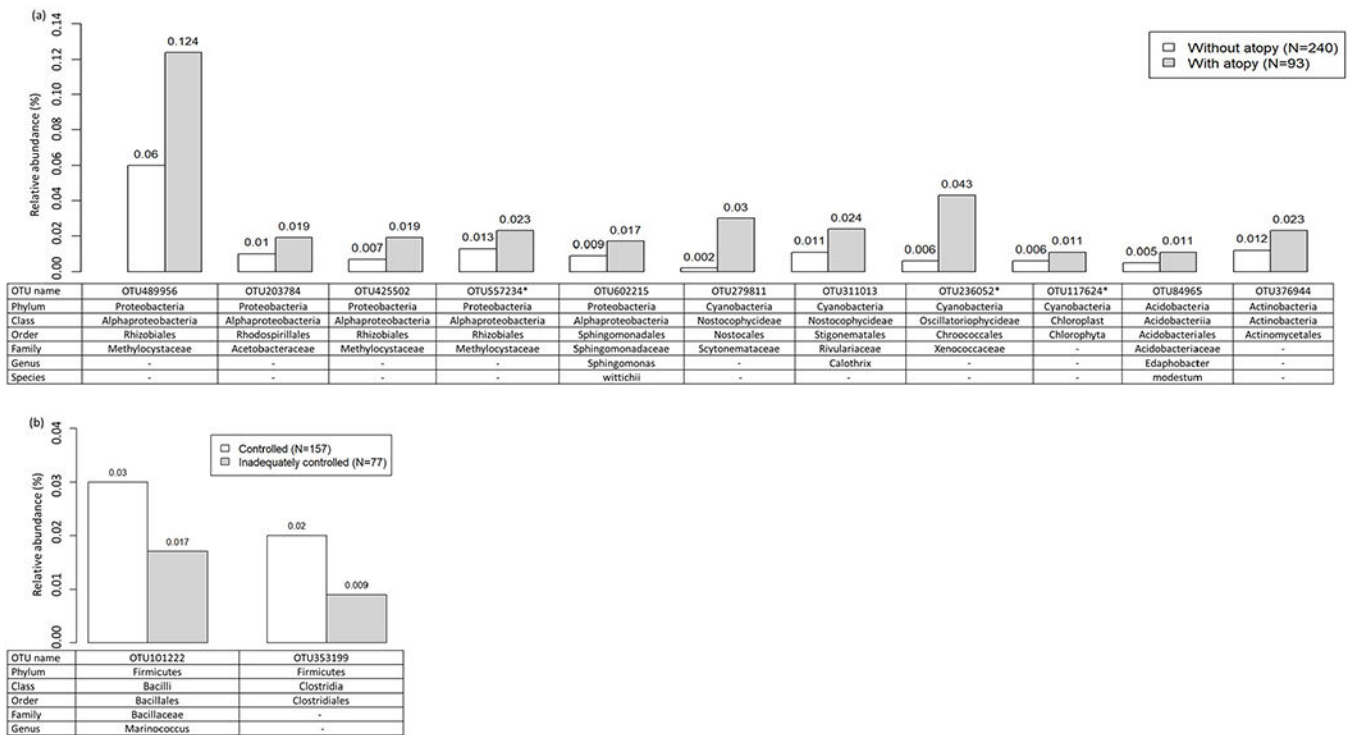 (a)
Relative abundance (%)
0.00 0.02 0.04 0.06 0.08 0.10 0.12 0.14
Without atopy (N=240)
With atopy (N=93)
0.06 0.124 0.01 0.019 0.007 0.019 0.013 0.023 0.009 0.017 0.002 0.03 0.011 0.024 0.006 0.043 0.006 0.011 0.005 0.011 0.012 0.023
OTU name OTU489956 OTU203784 OTU425502 OTU557234* OTU602215 OTU279811 OTU311013 OTU236052* OTU117624* OTU84965 OTU376944
Phylum Proteobacteria Proteobacteria Proteobacteria Proteobacteria Proteobacteria Cyanobacteria Cyanobacteria Cyanobacteria Cyanobacteria Acidobacteria Actinobacteria
Class Alphaproteobacteria Alphaproteobacteria Alphaproteobacteria Alphaproteobacteria Alphaproteobacteria Nostocophycideae Nostocophycideae Oscillatoriophycideae Chloroplast Acidobacteriia Actinobacteria
Order Rhizobiales Rhodospirillales Rhizobiales Rhizobiales Sphingomonadales Nostocales Stigonematales Chroococcales Chlorophyta Acidobacteriales Actinomycetales
Family Methylocystaceae Acetobacteraceae Methylocystaceae Methylocystaceae Sphingomonadaceae Scytonemataceae Rivulariaceae Xenococcaceae - Acidobacteriaceae -
Genus - - - - Sphingomonas - Calothrix - - Edaphobacter -
Species - - - - wittichii - - - - modestum -
(b)
Relative abundance (%)
0.00 0.01 0.02 0.03 0.04
Controlled (N=157)
Inadequately controlled (N=77)
0.03 0.017 0.02 0.009
OTU name OTU101222 OTU353199
Phylum Firmicutes Firmicutes
Class Bacilli Clostridia
Order Bacillales Clostridiales
Family Bacillaceae -
Genus Marinococcus -